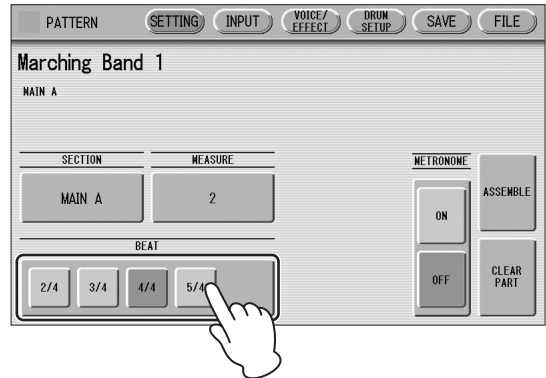 PATTERN SETTING INPUT VOICE/ EFFECT DRUM SETUP SAVE FILE
Marching Band 1
MAIN A
SECTION MEASURE METRONOME
MAIN A 2 ON ASSEMBLE
BEAT
2/4 3/4 4/4 5/4 OFF CLEAR PART